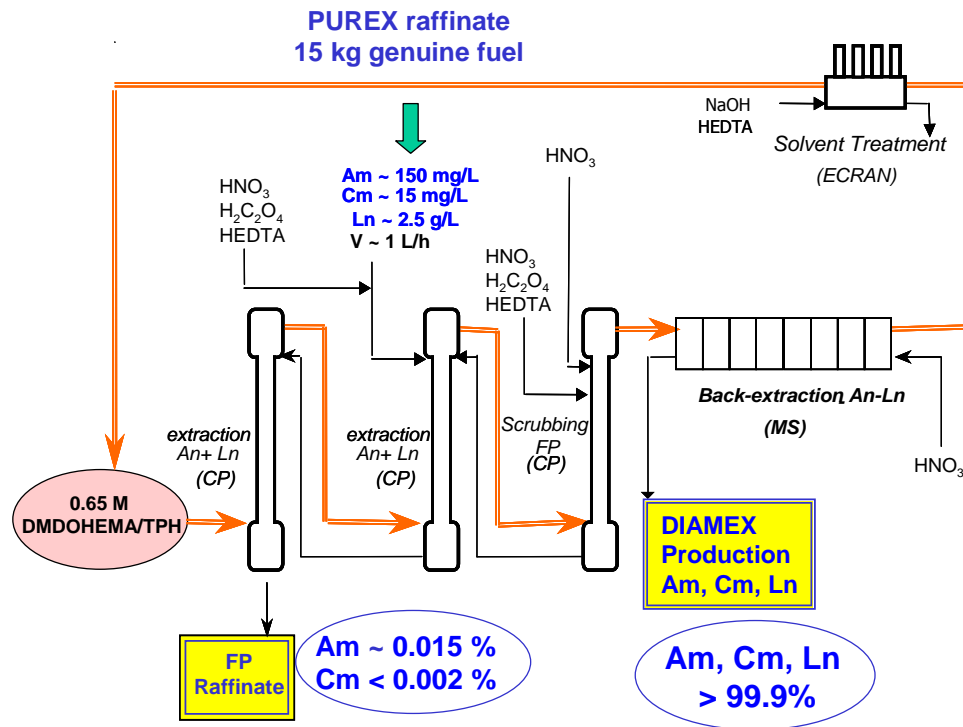 PUREX raffinate
15 kg genuine fuel
NaOH
HEDTA
Solvent Treatment
(ECRAN)
HNO₃
Am ~ 150 mg/L
Cm ~ 15 mg/L
Ln ~ 2.5 g/L
V ~ 1 L/h
HNO₃
H₂C₂O₄
HEDTA
HNO₃
H₂C₂O₄
HEDTA
Back-extraction An-Ln
(MS)
HNO₃
extraction
An+ Ln
(CP)
extraction
An+ Ln
(CP)
Scrubbing
FP
(CP)
0.65 M
DMDOHEMA/TPH
DIAMEX
Production
Am, Cm, Ln
FP
Raffinate
Am ~ 0.015 %
Cm < 0.002 %
Am, Cm, Ln
> 99.9%